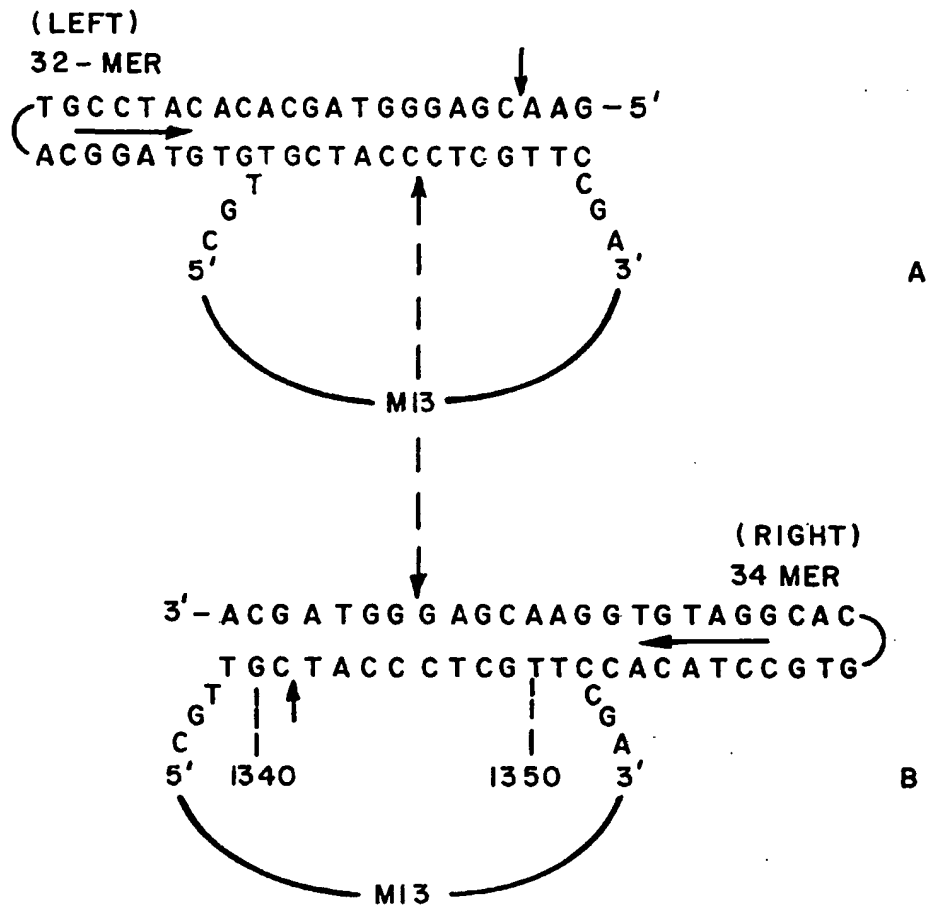 (LEFT)
32-MER
TGCCTACACACGATGGGAGCAAG-5'
ACGGATGTGTGCTACCCTCGTTC
T
G
C
5'
C
G
A
3'
A
M13
(RIGHT)
34 MER
3'-ACGATGGGAGCAAGGTGTAGGCAC
TGCTACCCTCGTTCCACATCCGTG
T
G
C
5'
1340
1350
C
G
A
3'
B
M13